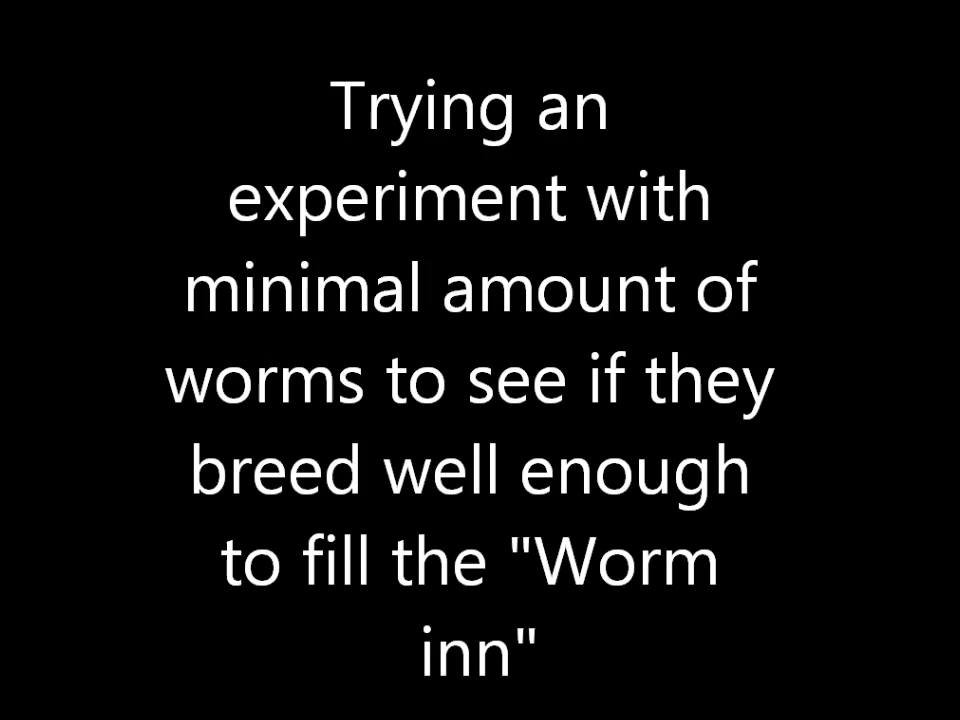 Trying an
experiment with
minimal amount of
worms to see if they
breed well enough
to fill the "Worm
inn"